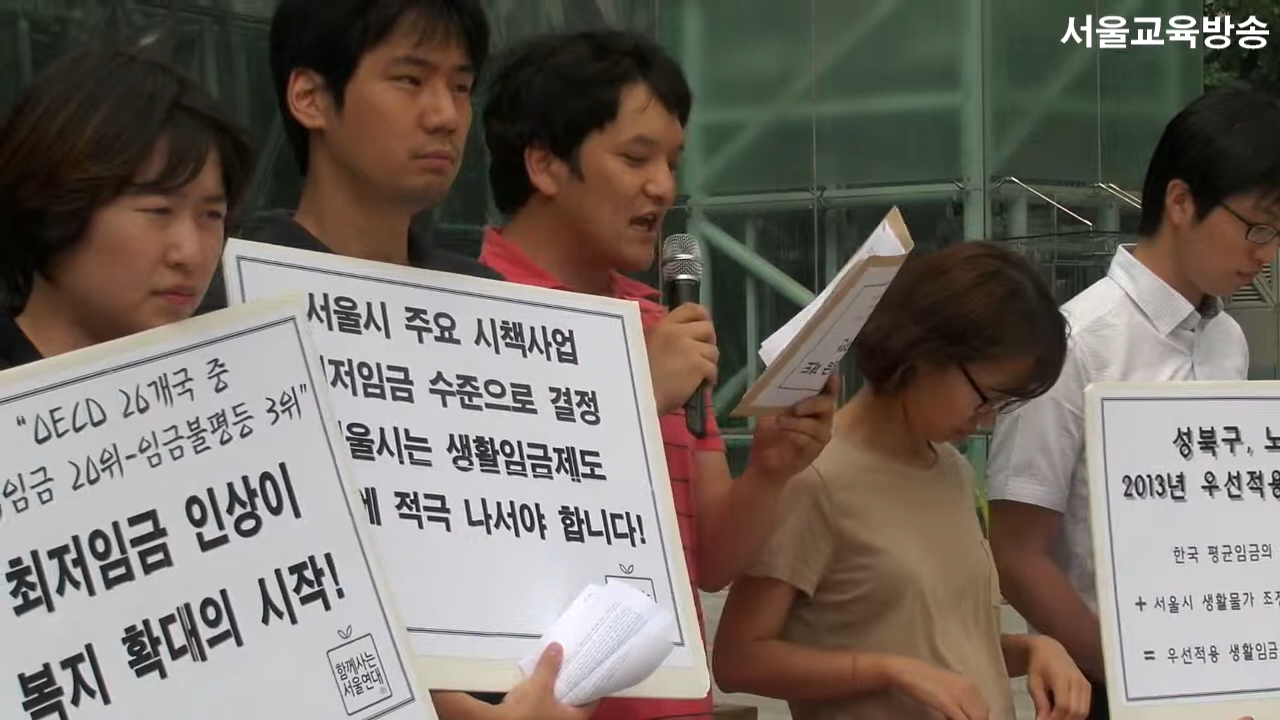 서울교육방송
"OECD 26개국 중
임금 20위-임금불평등 3위"
최저임금 인상이
복지 확대의 시작!
함께사는
서울연대
서울시 주요 시책사업
저임금 수준으로 결정
울시는 생활임금제도
에 적극 나서야 합니다!
성북구, 노
2013년 우선적용
한국 평균임금의
+ 서울시 생활물가 조정
= 우선적용 생활임금